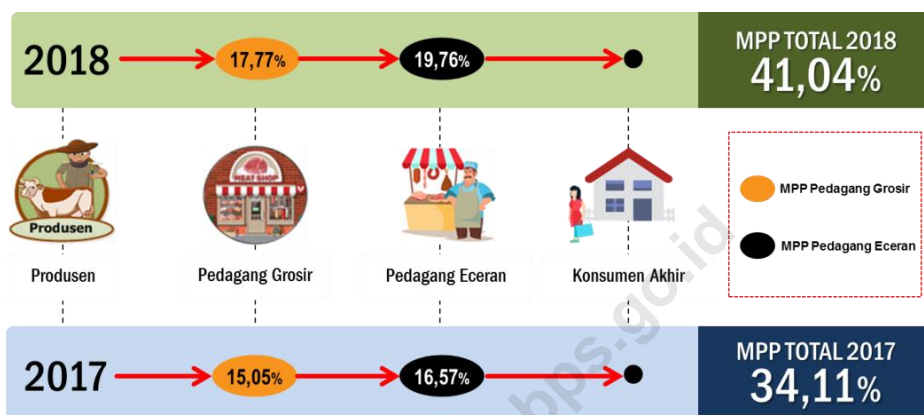 2018
17,77%
19,76%
MPP TOTAL 2018
41,04%
MEAT SHOP
Produsen
MPP Pedagang Grosir
MPP Pedagang Eceran
Produsen
Pedagang Grosir
Pedagang Eceran
Konsumen Akhir
bps.go.id
2017
15,05%
16,57%
MPP TOTAL 2017
34,11%